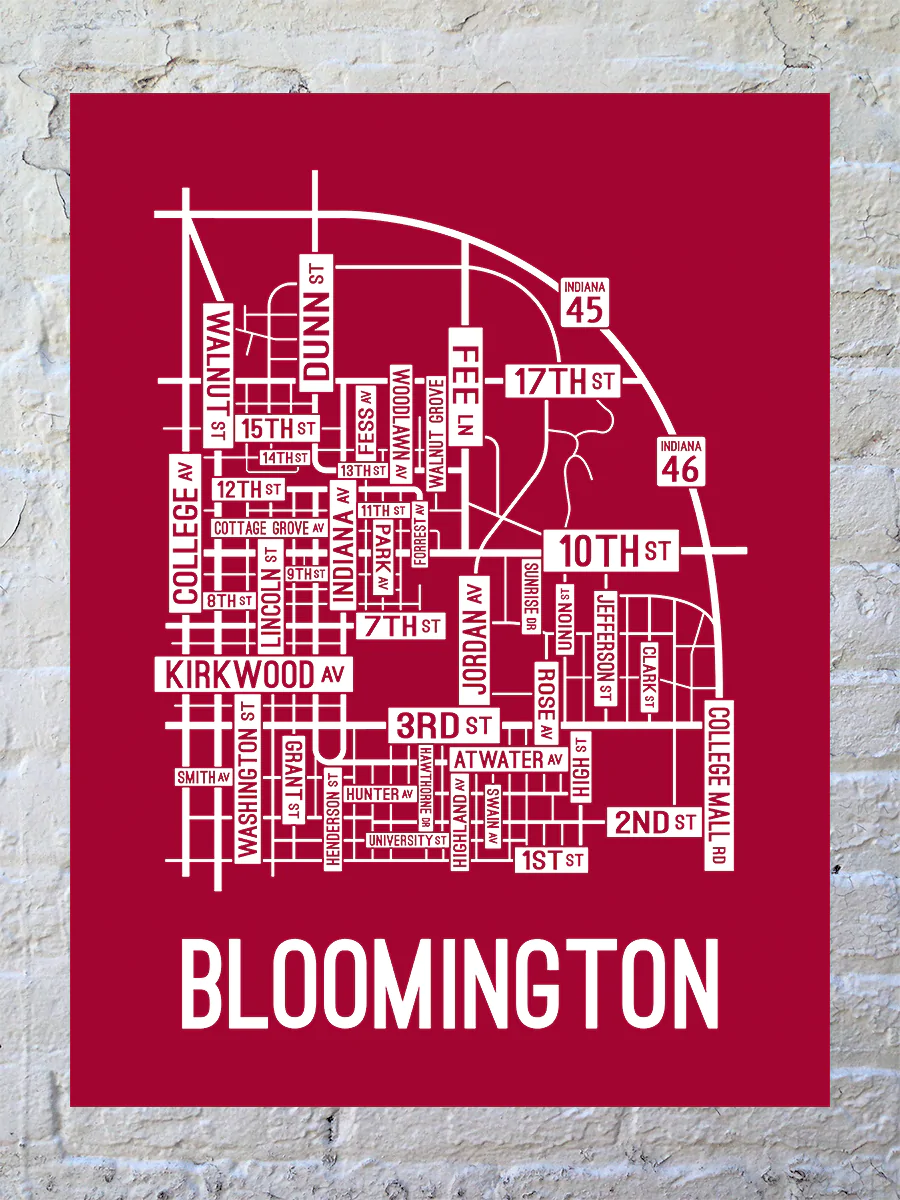 INDIANA
45
DUNN ST
WALNUT ST
FEE LN
17TH ST
WOODLAWN AV
WALNUT GROVE
FESS AV
15TH ST
INDIANA
46
14TH ST
13TH ST
COLLEGE AV
12TH ST
INDIANA AV
11TH ST
FORREST AV
COTTAGE GROVE AV
PARK AV
10TH ST
LINCOLN ST
9TH ST
SUNRISE DR
JORDAN AV
UNION ST
JEFFERSON ST
8TH ST
7TH ST
CLARK ST
KIRKWOOD AV
ROSE AV
WASHINGTON ST
3RD ST
COLLEGE MALL RD
GRANT ST
HAWTHORNE DR
ATWATER AV
HIGH ST
SMITH AV
HENDERSON ST
HUNTER AV
HIGHLAND AV
SWAIN AV
2ND ST
UNIVERSITY ST
1ST ST
BLOOMINGTON